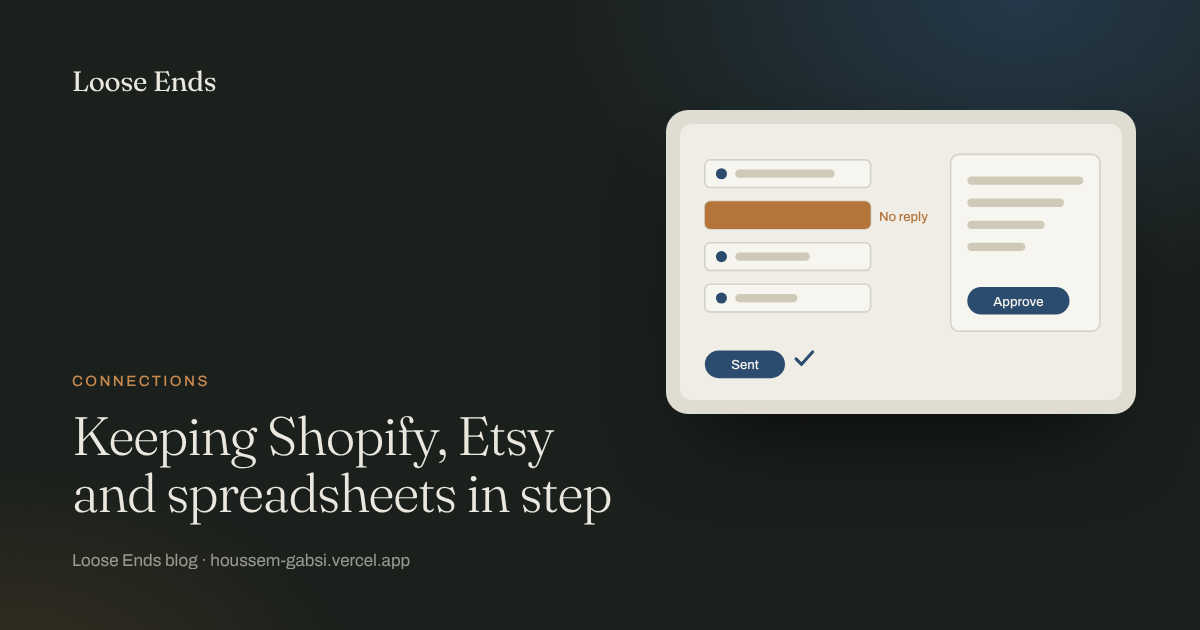 Loose Ends
No reply
Approve
Sent
CONNECTIONS
Keeping Shopify, Etsy
and spreadsheets in step
Loose Ends blog · houssem-gabsi.vercel.app